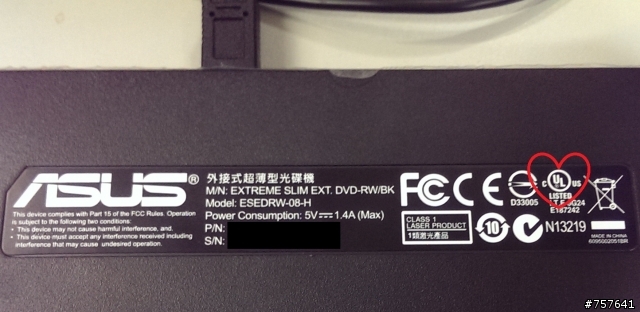 ASUS®
This device complies with Part 15 of the FCC Rules. Operation
is subject to the following two conditions:
• This device may not cause harmful interference, and.
• This device must accept any interference received including
interference that may cause undesired operation.
外接式超薄型光碟機
M/N: EXTREME SLIM EXT. DVD-RW/BK
Model: ESEDRW-08-H
Power Consumption: 5V⎓1.4A (Max)
P/N:
S/N:
FC CE
D33005
c UL us
LISTED
I.T.E.
E187242
CLASS 1
LASER PRODUCT
1類雷射產品
10
N13219
MADE IN CHINA
#757641